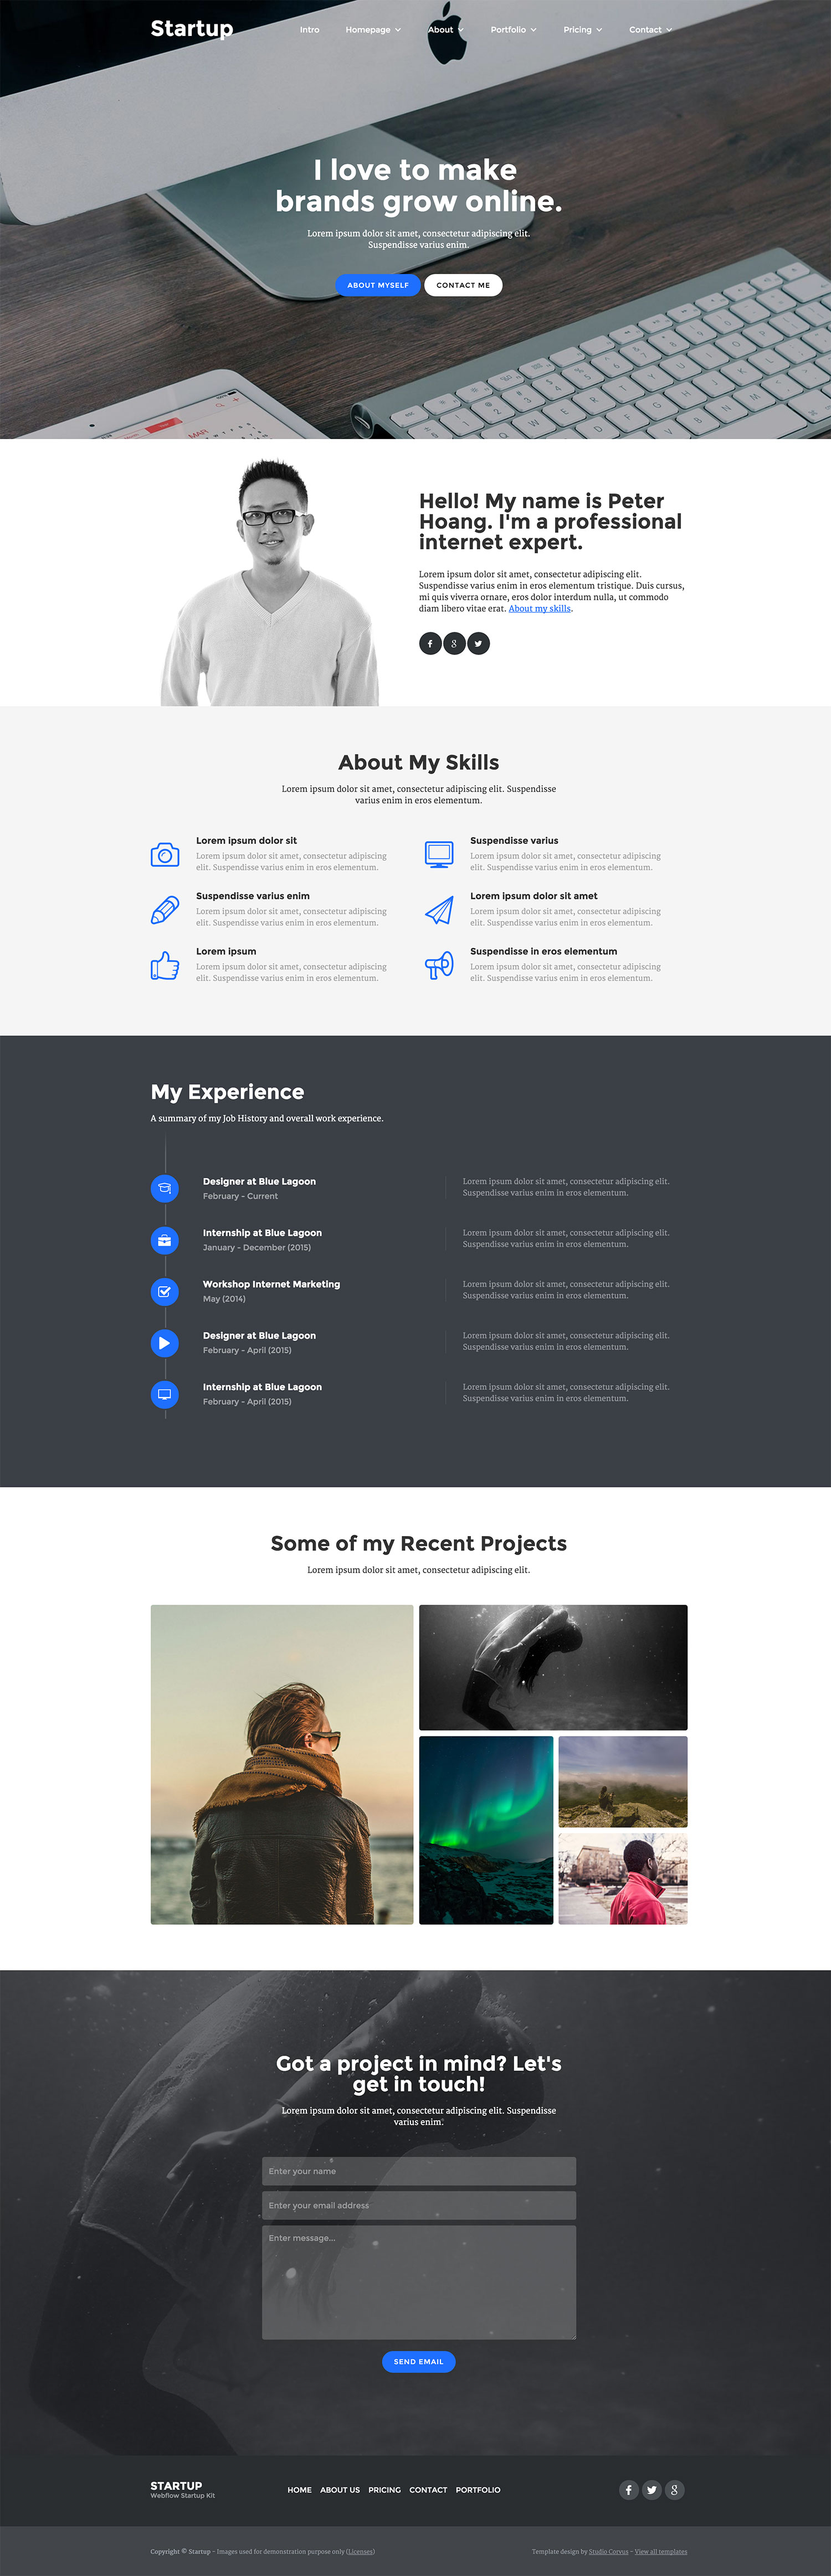 Startup
Intro Homepage About Portfolio Pricing Contact
I love to make
brands grow online.
Lorem ipsum dolor sit amet, consectetur adipiscing elit.
Suspendisse varius enim.
ABOUT MYSELF CONTACT ME
MAR
Hello! My name is Peter
Hoang. I'm a professional
internet expert.
Lorem ipsum dolor sit amet, consectetur adipiscing elit.
Suspendisse varius enim in eros elementum tristique. Duis cursus,
mi quis viverra ornare, eros dolor interdum nulla, ut commodo
diam libero vitae erat. About my skills.
About My Skills
Lorem ipsum dolor sit amet, consectetur adipiscing elit. Suspendisse
varius enim in eros elementum.
Lorem ipsum dolor sit
Lorem ipsum dolor sit amet, consectetur adipiscing
elit. Suspendisse varius enim in eros elementum.
Suspendisse varius
Lorem ipsum dolor sit amet, consectetur adipiscing
elit. Suspendisse varius enim in eros elementum.
Suspendisse varius enim
Lorem ipsum dolor sit amet, consectetur adipiscing
elit. Suspendisse varius enim in eros elementum.
Lorem ipsum dolor sit amet
Lorem ipsum dolor sit amet, consectetur adipiscing
elit. Suspendisse varius enim in eros elementum.
Lorem ipsum
Lorem ipsum dolor sit amet, consectetur adipiscing
elit. Suspendisse varius enim in eros elementum.
Suspendisse in eros elementum
Lorem ipsum dolor sit amet, consectetur adipiscing
elit. Suspendisse varius enim in eros elementum.
My Experience
A summary of my Job History and overall work experience.
Designer at Blue Lagoon
February - Current
Lorem ipsum dolor sit amet, consectetur adipiscing elit.
Suspendisse varius enim in eros elementum.
Internship at Blue Lagoon
January - December (2015)
Lorem ipsum dolor sit amet, consectetur adipiscing elit.
Suspendisse varius enim in eros elementum.
Workshop Internet Marketing
May (2014)
Lorem ipsum dolor sit amet, consectetur adipiscing elit.
Suspendisse varius enim in eros elementum.
Designer at Blue Lagoon
February - April (2015)
Lorem ipsum dolor sit amet, consectetur adipiscing elit.
Suspendisse varius enim in eros elementum.
Internship at Blue Lagoon
February - April (2015)
Lorem ipsum dolor sit amet, consectetur adipiscing elit.
Suspendisse varius enim in eros elementum.
Some of my Recent Projects
Lorem ipsum dolor sit amet, consectetur adipiscing elit.
Got a project in mind? Let's
get in touch!
Lorem ipsum dolor sit amet, consectetur adipiscing elit. Suspendisse
varius enim.
Enter your name
Enter your email address
Enter message...
SEND EMAIL
STARTUP
Webflow Startup Kit
HOME ABOUT US PRICING CONTACT PORTFOLIO
Copyright © Startup - Images used for demonstration purpose only (Licenses)
Template design by Studio Corvus - View all templates